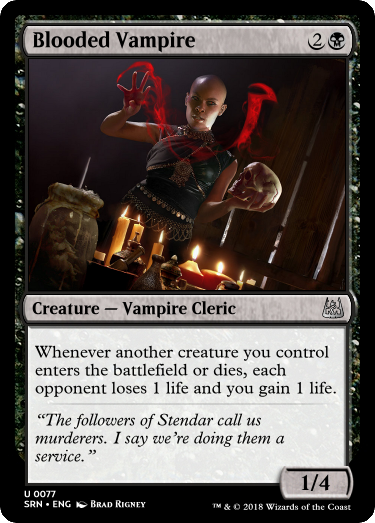 Blooded Vampire 2
Creature — Vampire Cleric
Whenever another creature you control
enters the battlefield or dies, each
opponent loses 1 life and you gain 1 life.
“The followers of Stendar call us
murderers. I say we’re doing them a
service.”
1/4
U 0077
SRN • ENG Brad Rigney
™ & © 2018 Wizards of the Coast